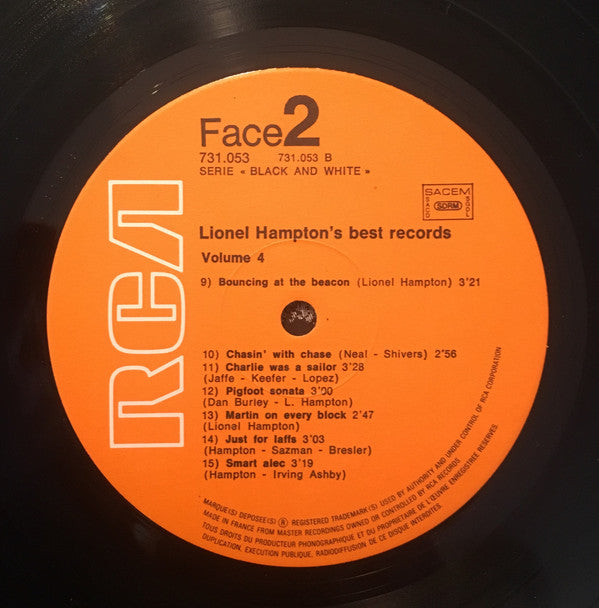 Face 2
731.053 731.053 B
SERIE « BLACK AND WHITE »
SACEM
SACD SDRM SGDL
RCA
Lionel Hampton's best records
Volume 4
9) Bouncing at the beacon (Lionel Hampton) 3'21
10) Chasin' with chase (Neal - Shivers) 2'56
11) Charlie was a sailor 3'28
(Jaffe - Keefer - Lopez)
12) Pigfoot sonata 3'00
(Dan Burley - L. Hampton)
13) Martin on every block 2'47
(Lionel Hampton)
14) Just for laffs 3'03
(Hampton - Sazman - Bresler)
15) Smart alec 3'19
(Hampton - Irving Ashby)
MARQUE(S) DEPOSEE(S) ® REGISTERED TRADEMARK(S) USED BY AUTHORITY AND UNDER CONTROL OF RCA CORPORATION
MADE IN FRANCE FROM MASTER RECORDINGS OWNED OR CONTROLLED BY RCA RECORDS
TOUS DROITS DU PRODUCTEUR PHONOGRAPHIQUE ET DU PROPRIETAIRE DE L'ŒUVRE ENREGISTREE RESERVES.
DUPLICATION, EXECUTION PUBLIQUE, RADIODIFFUSION DE CE DISQUE INTERDITES.